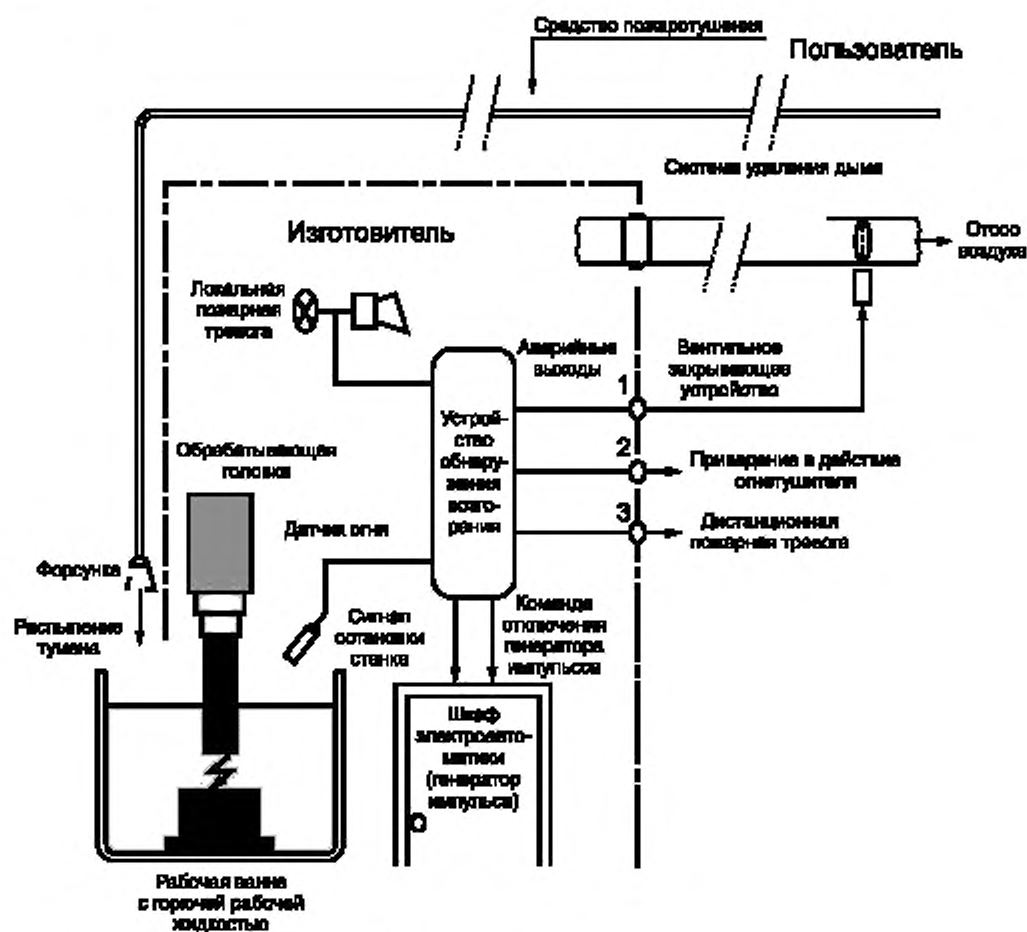 Средство пожаротушения
Пользователь
Система удаления дыма
Изготовитель
Отсос
воздуха
Локальная
пожарная
тревога
Аварийные
выходы
Вентильное
закрывающее
устройство
1
Устрой-
ство
обнару-
жения
возго-
рания
2
Обрабатывающая
головка
Приведение в действие
огнетушителя
3
Датчик огня
Дистанционная
пожарная тревога
Форсунка
Распыление
тумана
Сигнал
остановки
станка
Команда
отключения
генератора
импульсов
Шкаф
электроавто-
матики
(генератор
импульса)
Рабочая ванна
с горючей рабочей
жидкостью